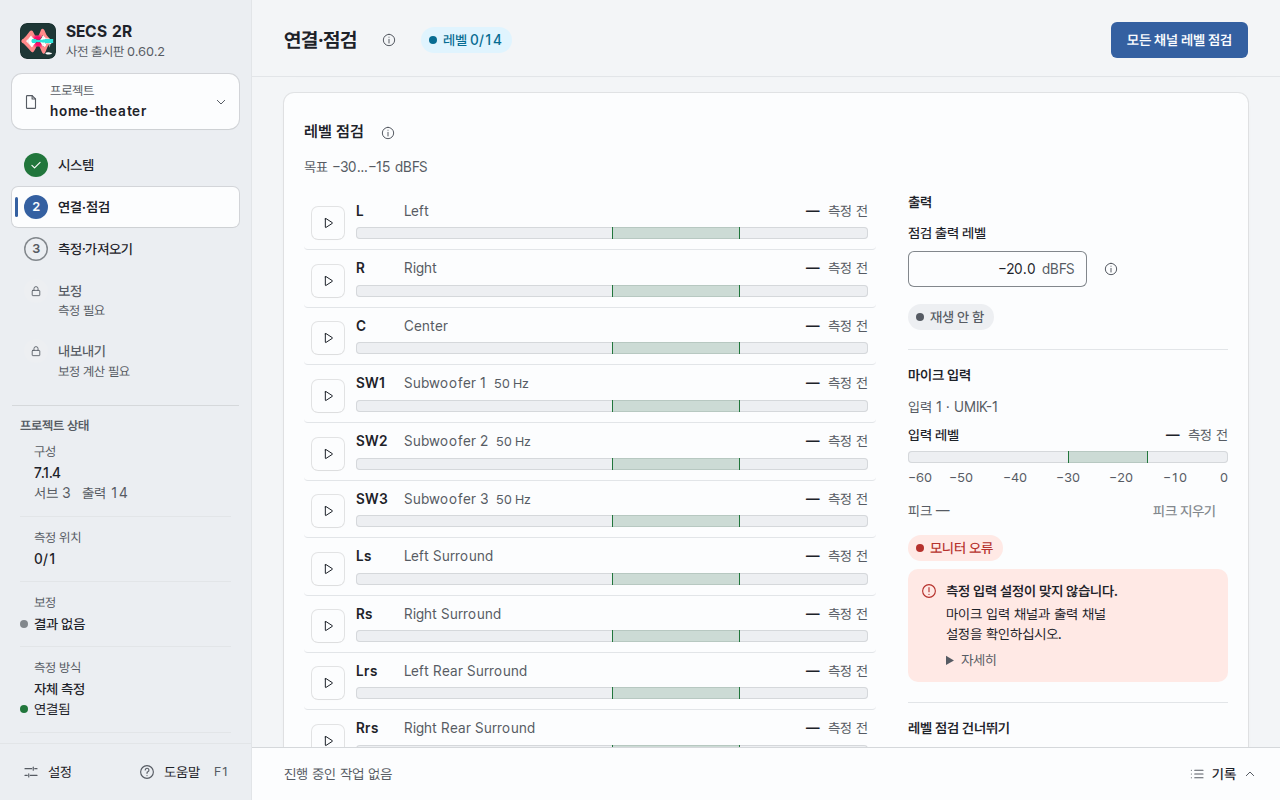 SECS 2R
사전 출시판 0.60.2
프로젝트
home-theater
시스템
2 연결·점검
3 측정·가져오기
보정
측정 필요
내보내기
보정 계산 필요
프로젝트 상태
구성
7.1.4
서브 3 출력 14
측정 위치
0/1
보정
결과 없음
측정 방식
자체 측정
연결됨
설정
도움말 F1
연결·점검
레벨 0/14
모든 채널 레벨 점검
레벨 점검
목표 −30…−15 dBFS
L Left — 측정 전
R Right — 측정 전
C Center — 측정 전
SW1 Subwoofer 1 50 Hz — 측정 전
SW2 Subwoofer 2 50 Hz — 측정 전
SW3 Subwoofer 3 50 Hz — 측정 전
Ls Left Surround — 측정 전
Rs Right Surround — 측정 전
Lrs Left Rear Surround — 측정 전
Rrs Right Rear Surround — 측정 전
출력
점검 출력 레벨
−20.0 dBFS
재생 안 함
마이크 입력
입력 1 · UMIK-1
입력 레벨 — 측정 전
−60 −50 −40 −30 −20 −10 0
피크 — 피크 지우기
모니터 오류
측정 입력 설정이 맞지 않습니다.
마이크 입력 채널과 출력 채널
설정을 확인하십시오.
자세히
레벨 점검 건너뛰기
진행 중인 작업 없음
기록